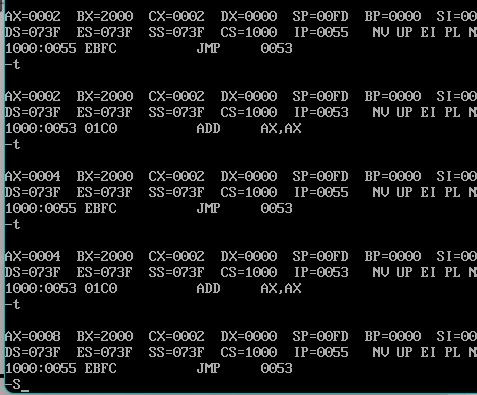 AX=0002  BX=2000  CX=0002  DX=0000  SP=00FD  BP=0000  SI=00
DS=073F  ES=073F  SS=073F  CS=1000  IP=0055   NV UP EI PL N
1000:0055 EBFC          JMP     0053
-t
AX=0002  BX=2000  CX=0002  DX=0000  SP=00FD  BP=0000  SI=00
DS=073F  ES=073F  SS=073F  CS=1000  IP=0053   NV UP EI PL N
1000:0053 01C0          ADD     AX,AX
-t
AX=0004  BX=2000  CX=0002  DX=0000  SP=00FD  BP=0000  SI=00
DS=073F  ES=073F  SS=073F  CS=1000  IP=0055   NV UP EI PL N
1000:0055 EBFC          JMP     0053
-t
AX=0004  BX=2000  CX=0002  DX=0000  SP=00FD  BP=0000  SI=00
DS=073F  ES=073F  SS=073F  CS=1000  IP=0053   NV UP EI PL N
1000:0053 01C0          ADD     AX,AX
-t
AX=0008  BX=2000  CX=0002  DX=0000  SP=00FD  BP=0000  SI=00
DS=073F  ES=073F  SS=073F  CS=1000  IP=0055   NV UP EI PL N
1000:0055 EBFC          JMP     0053
-S_